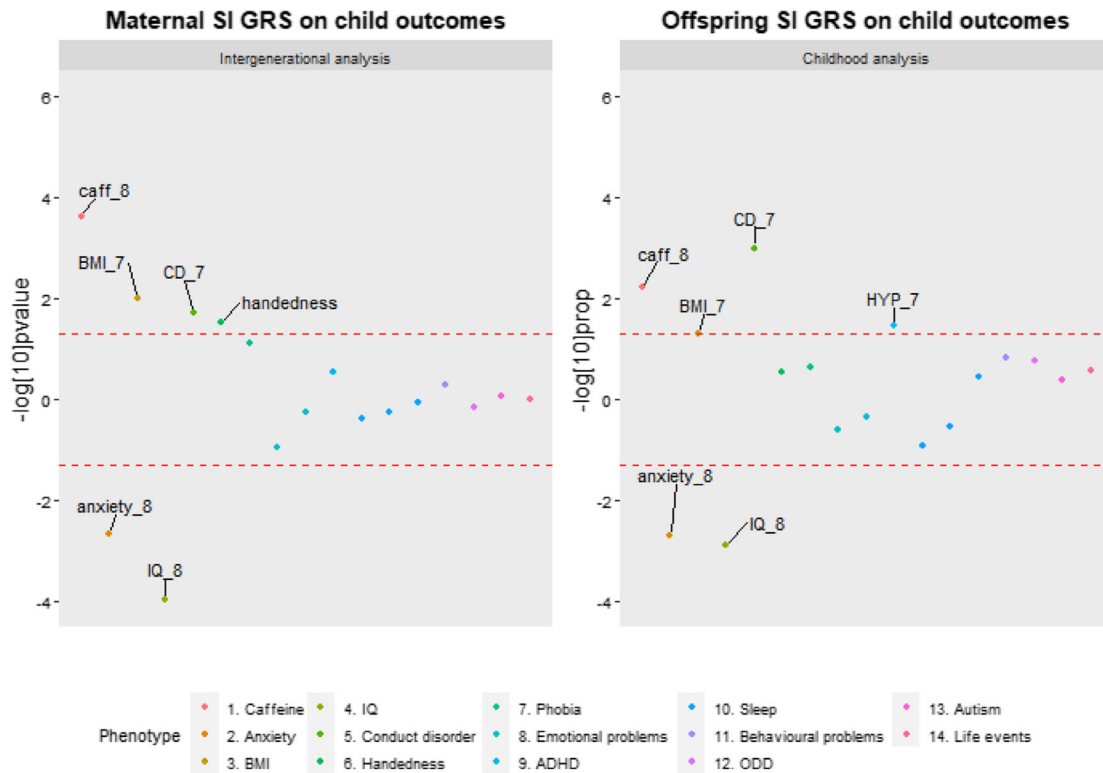 Maternal SI GRS on child outcomes
Intergenerational analysis
-log[10]pvalue
6
4
2
0
-2
-4
caff_8
BMI_7
CD_7
handedness
anxiety_8
IQ_8
Offspring SI GRS on child outcomes
Childhood analysis
-log[10]prop
6
4
2
0
-2
-4
CD_7
caff_8
BMI_7
HYP_7
anxiety_8
IQ_8
Phenotype
1. Caffeine
2. Anxiety
3. BMI
4. IQ
5. Conduct disorder
6. Handedness
7. Phobia
8. Emotional problems
9. ADHD
10. Sleep
11. Behavioural problems
12. ODD
13. Autism
14. Life events